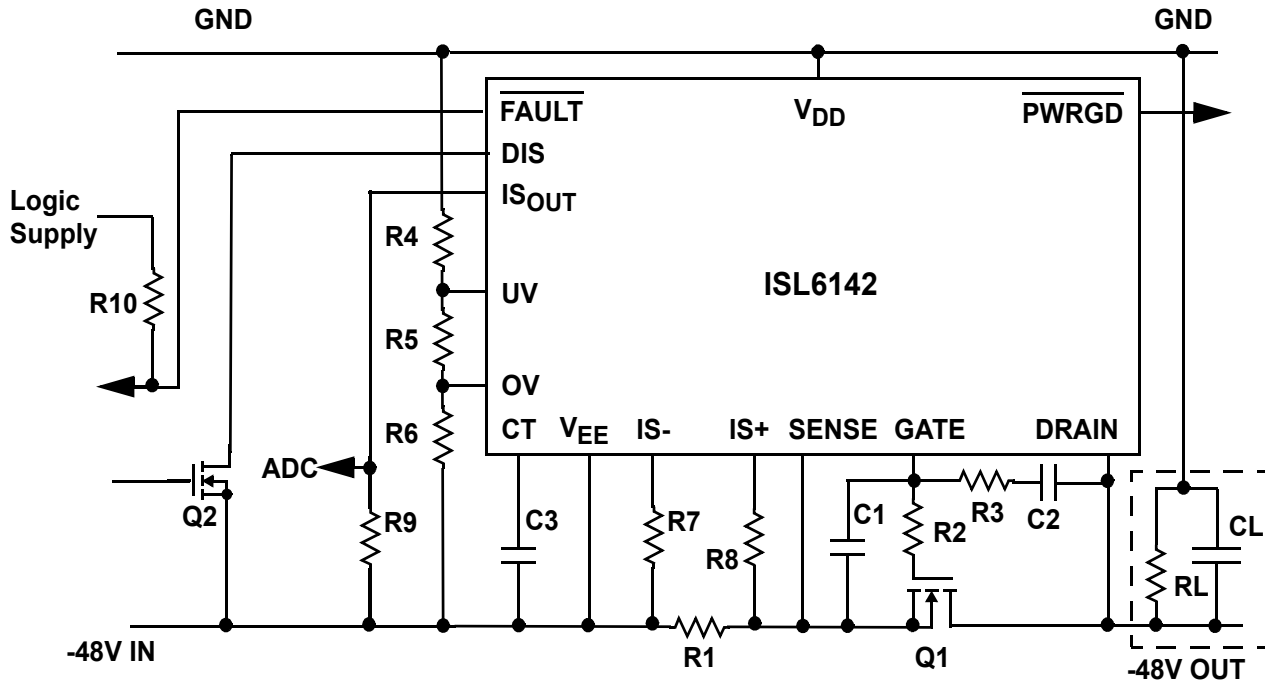 GND
GND
FAULT
VDD
PWRGD
DIS
ISOUT
Logic
Supply
R4
R10
UV
ISL6142
R5
OV
R6
CT
VEE
IS-
IS+
SENSE
GATE
DRAIN
ADC
Q2
R9
C3
R7
R8
C1
R2
R3
C2
CL
RL
-48V IN
R1
Q1
-48V OUT